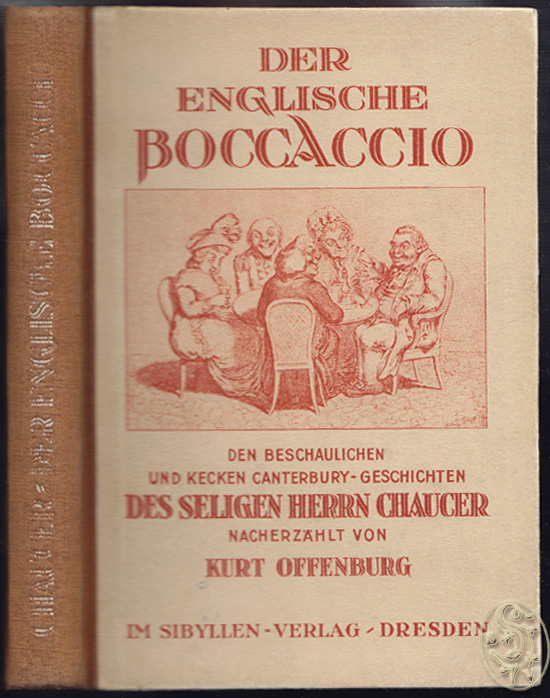 DER
ENGLISCHE
BOCCACCIO
DEN BESCHAULICHEN
UND KECKEN CANTERBURY-GESCHICHTEN
DES SELIGEN HERRN CHAUCER
NACHERZÄHLT VON
KURT OFFENBURG
IM SIBYLLEN-VERLAG-DRESDEN
CHAUCER-DER ENGLISCHE BOCCACCIO